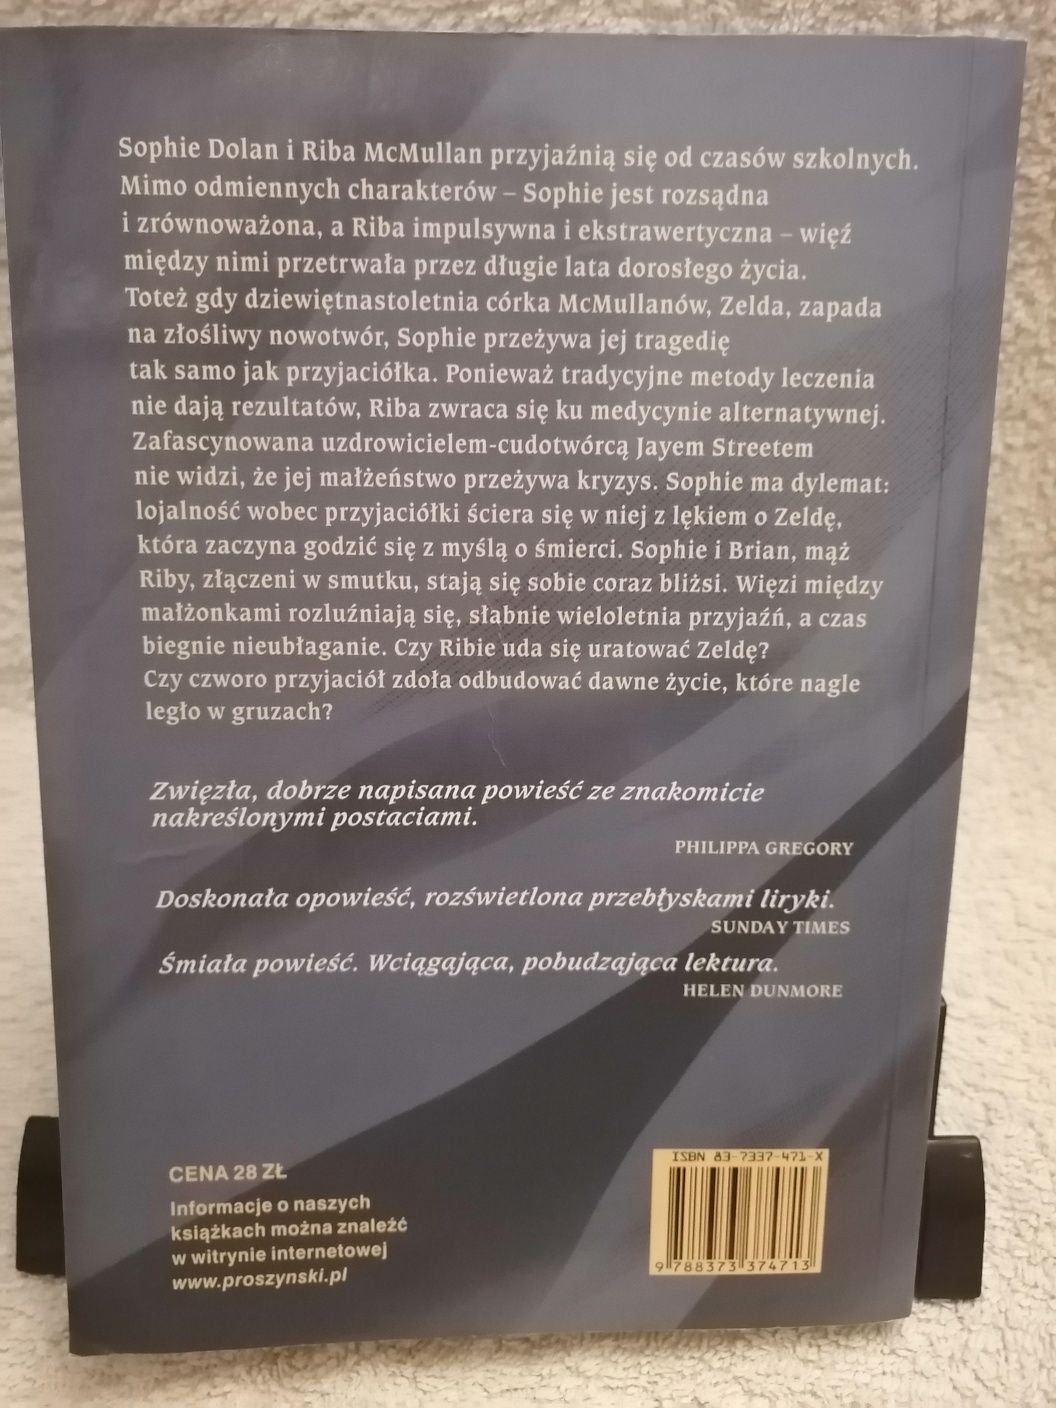 Sophie Dolan i Riba McMullan przyjaźnią się od czasów szkolnych.
Mimo odmiennych charakterów – Sophie jest rozsądna
i zrównoważona, a Riba impulsywna i ekstrawertyczna – więź
między nimi przetrwała przez długie lata dorosłego życia.
Toteż gdy dziewiętnastoletnia córka McMullanów, Zelda, zapada
na złośliwy nowotwór, Sophie przeżywa jej tragedię
tak samo jak przyjaciółka. Ponieważ tradycyjne metody leczenia
nie dają rezultatów, Riba zwraca się ku medycynie alternatywnej.
Zafascynowana uzdrowicielem-cudotwórcą Jayem Streetem
nie widzi, że jej małżeństwo przeżywa kryzys. Sophie ma dylemat:
lojalność wobec przyjaciółki ściera się w niej z lękiem o Zeldę,
która zaczyna godzić się z myślą o śmierci. Sophie i Brian, mąż
Riby, złączeni w smutku, stają się sobie coraz bliżsi. Więzi między
małżonkami rozluźniają się, słabnie wieloletnia przyjaźń, a czas
biegnie nieubłaganie. Czy Ribie uda się uratować Zeldę?
Czy czworo przyjaciół zdoła odbudować dawne życie, które nagle
legło w gruzach?
Zwięzła, dobrze napisana powieść ze znakomicie
nakreślonymi postaciami.
PHILIPPA GREGORY
Doskonała opowieść, rozświetlona przebłyskami liryki.
SUNDAY TIMES
Śmiała powieść. Wciągająca, pobudzająca lektura.
HELEN DUNMORE
CENA 28 ZŁ
Informacje o naszych
książkach można znaleźć
w witrynie internetowej
www.proszynski.pl
ISBN 83-7337-471-X
9 788373 374713